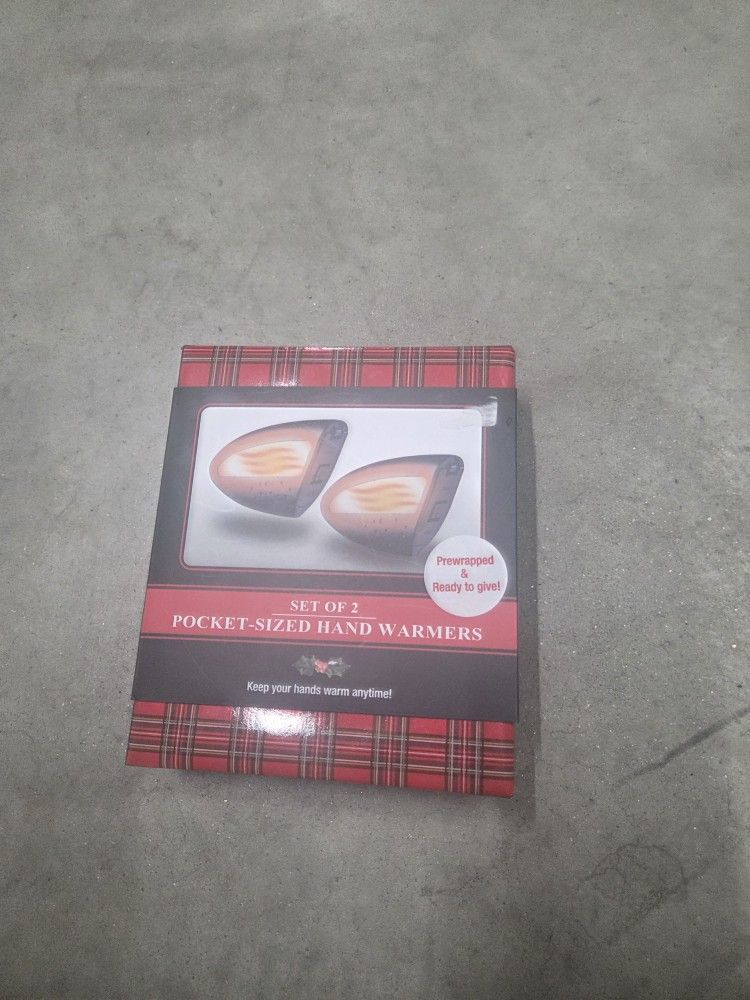 Prewrapped
&
Ready to give!
SET OF 2
POCKET-SIZED HAND WARMERS
Keep your hands warm anytime!